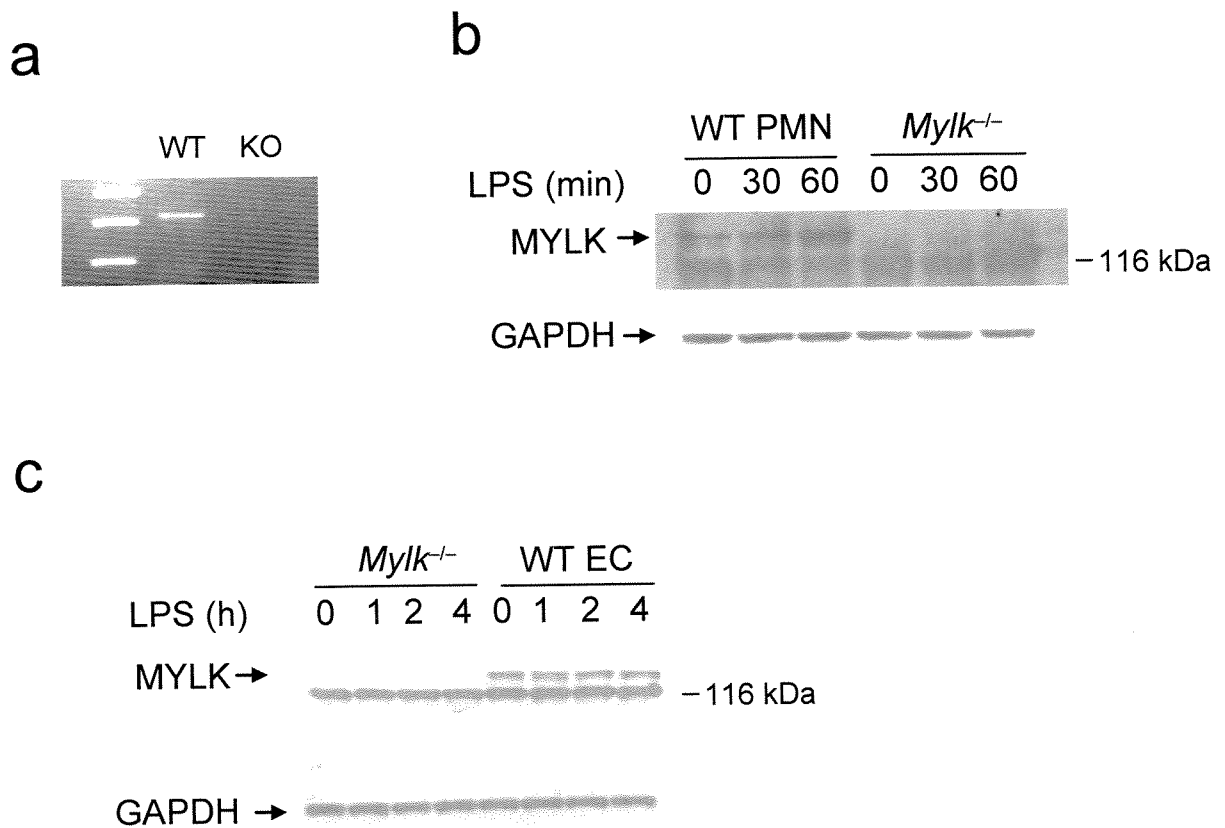 a
WT KO
b
WT PMN Mylk–/–
LPS (min) 0 30 60 0 30 60
MYLK
– 116 kDa
GAPDH
c
Mylk–/– WT EC
LPS (h) 0 1 2 4 0 1 2 4
MYLK
– 116 kDa
GAPDH